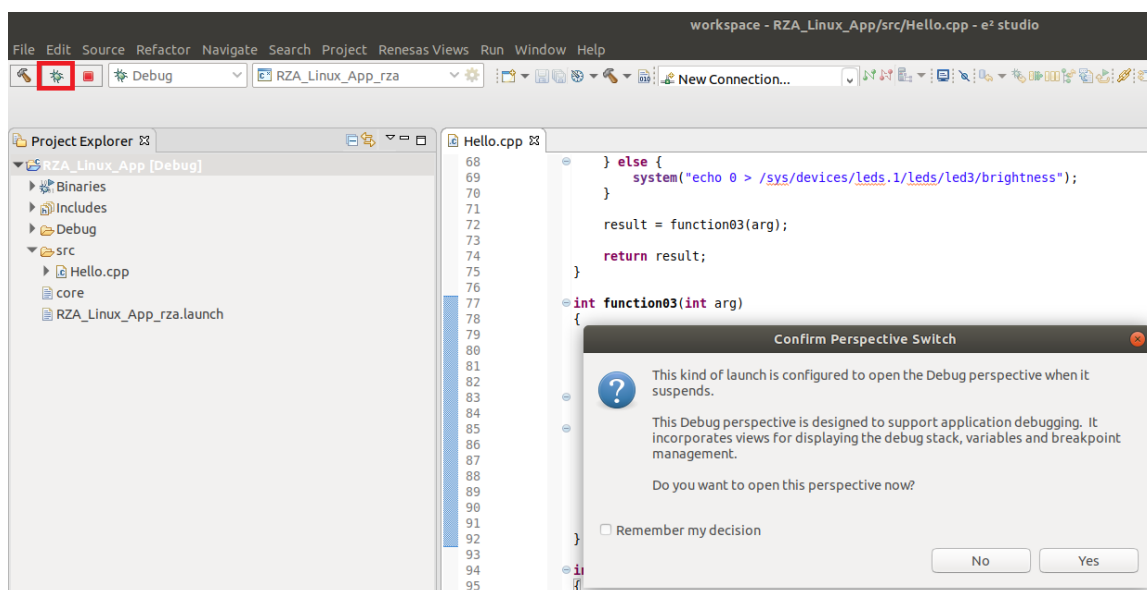 workspace - RZA_Linux_App/src/Hello.cpp - e² studio
File Edit Source Refactor Navigate Search Project Renesas Views Run Window Help
Debug RZA_Linux_App_rza New Connection...
Project Explorer Hello.cpp
RZA_Linux_App [Debug]
Binaries
Includes
Debug
src
Hello.cpp
core
RZA_Linux_App_rza.launch
68 } else {
69 system("echo 0 > /sys/devices/leds.1/leds/led3/brightness");
70 }
71
72 result = function03(arg);
73
74 return result;
75 }
76
77 int function03(int arg)
78 {
79
80
81
82
83
84
85
86
87
88
89
90
91
92 }
93
94
95 {
Confirm Perspective Switch
This kind of launch is configured to open the Debug perspective when it
suspends.
This Debug perspective is designed to support application debugging. It
incorporates views for displaying the debug stack, variables and breakpoint
management.
Do you want to open this perspective now?
Remember my decision
No Yes